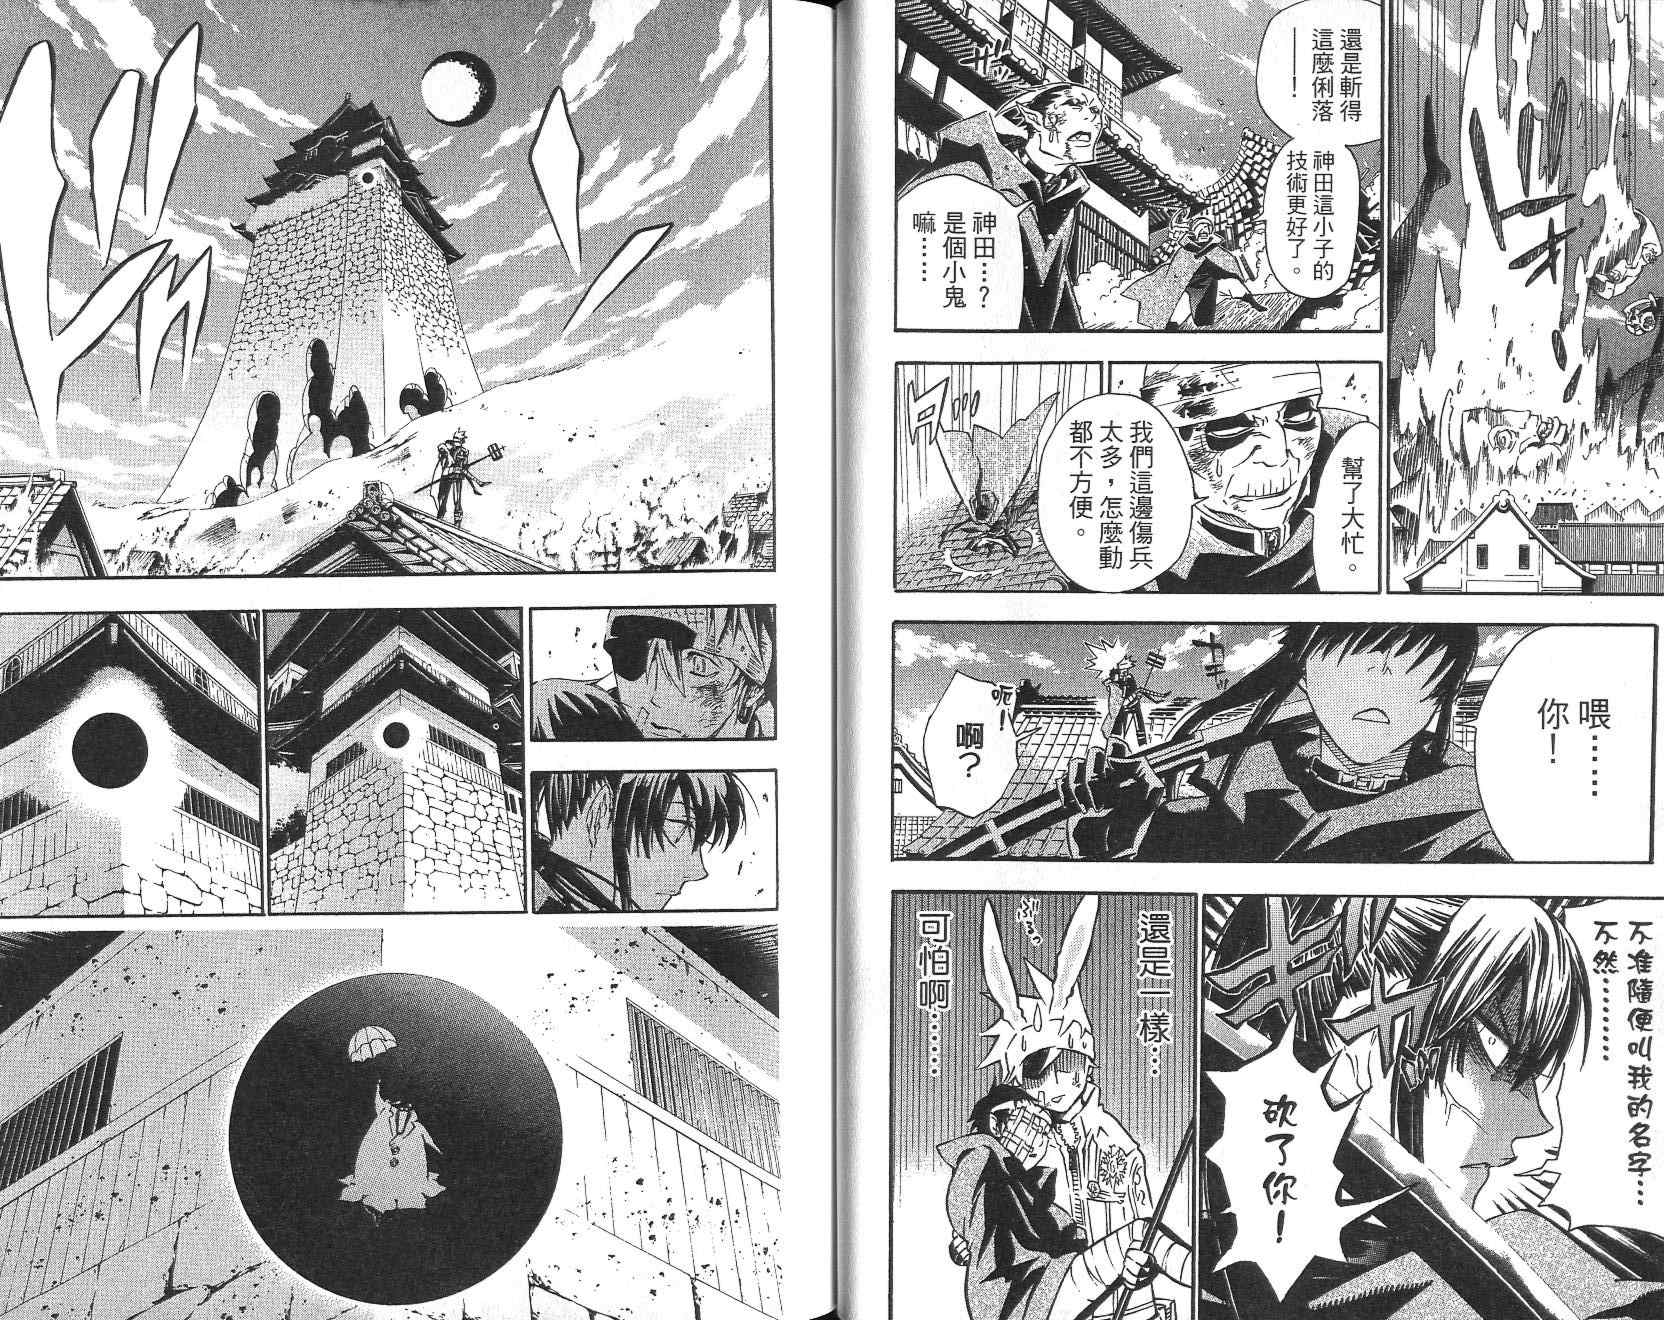 還是斬得
這麼俐落
——！
神田這小子的
技術更好了。
神田…？
是個小鬼
嘛……
幫了大忙。
我們這邊傷兵
太多，怎麼動
都不方便。
喂……
你！
呃！
啊？
不准隨便叫我的名字…
不然………
砍了你！
還是一樣…
可怕啊……
ぶるっ